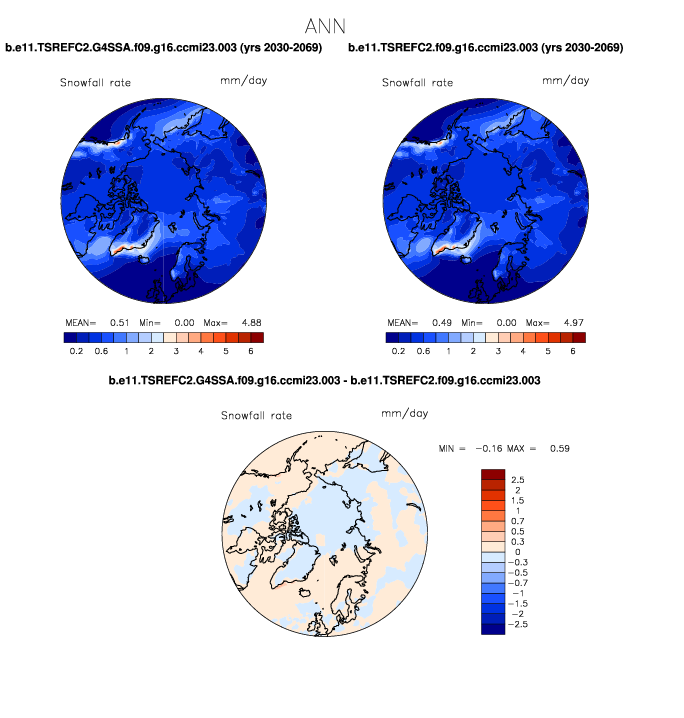 ANN
b.e11.TSREFC2.G4SSA.f09.g16.ccmi23.003 (yrs 2030-2069)
b.e11.TSREFC2.f09.g16.ccmi23.003 (yrs 2030-2069)
Snowfall rate mm/day
Snowfall rate mm/day
MEAN= 0.51 Min= 0.00 Max= 4.88
0.2 0.6 1 2 3 4 5 6
MEAN= 0.49 Min= 0.00 Max= 4.97
0.2 0.6 1 2 3 4 5 6
b.e11.TSREFC2.G4SSA.f09.g16.ccmi23.003 - b.e11.TSREFC2.f09.g16.ccmi23.003
Snowfall rate mm/day
MIN = -0.16 MAX = 0.59
2.5
2
1.5
1
0.7
0.5
0.3
0
-0.3
-0.5
-0.7
-1
-1.5
-2
-2.5